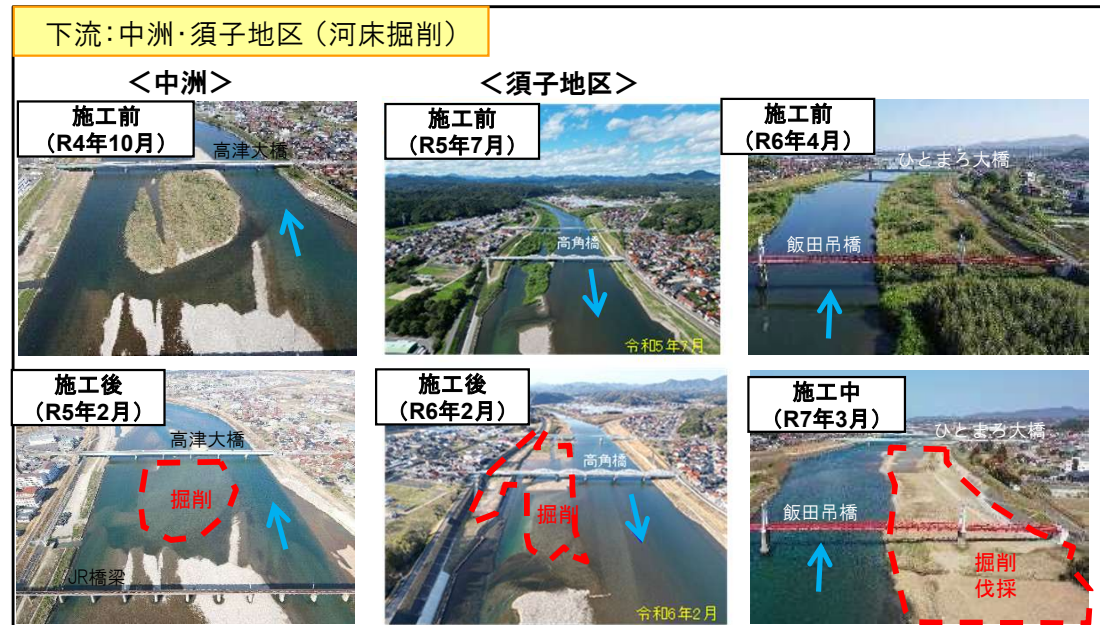 下流：中洲・須子地区（河床掘削）
＜中洲＞
＜須子地区＞
施工前
（R4年10月）
高津大橋
施工前
（R5年7月）
高角橋
令和5年7月
施工前
（R6年4月）
ひとまろ大橋
飯田吊橋
施工後
（R5年2月）
高津大橋
掘削
JR橋梁
施工後
（R6年2月）
高角橋
掘削
令和6年2月
施工中
（R7年3月）
ひとまろ大橋
飯田吊橋
掘削
伐採